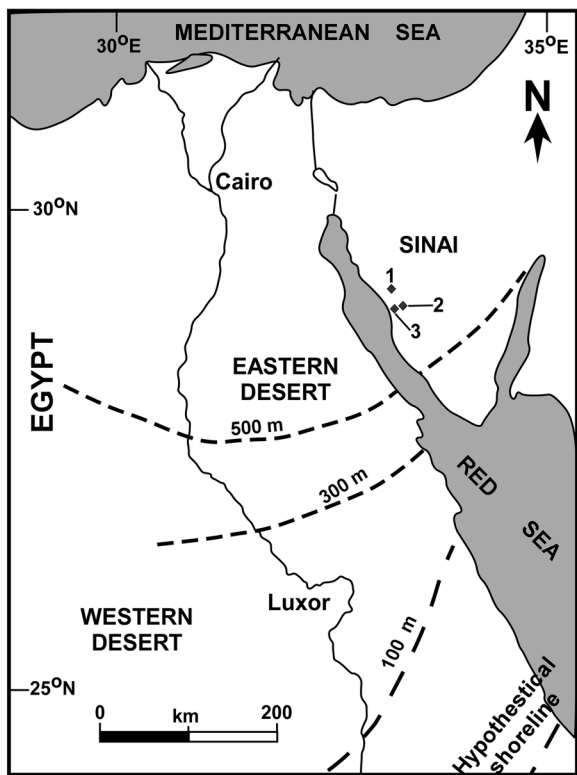 30°E
35°E
MEDITERRANEAN SEA
N
Cairo
30°N
SINAI
1
2
3
EASTERN
DESERT
EGYPT
500 m
300 m
RED
SEA
Luxor
WESTERN
DESERT
100 m
25°N
0 km 200
Hypothestical
shoreline